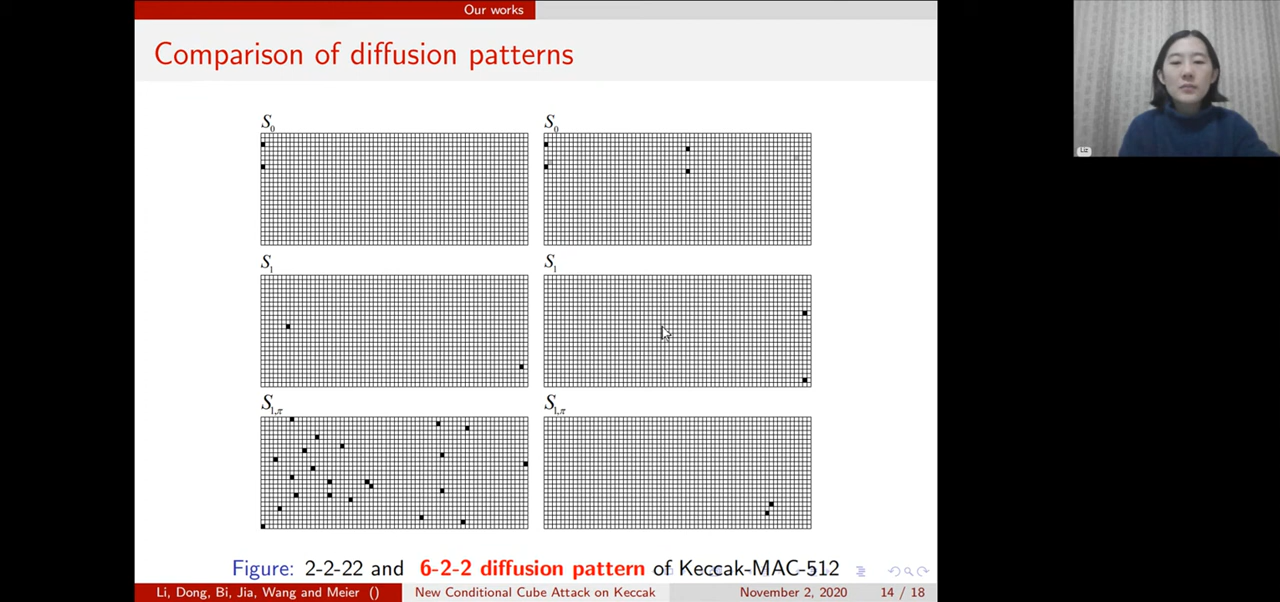 Our works
Comparison of diffusion patterns
S0 S0
S1 S1
S1,π S1,π
Figure: 2-2-22 and 6-2-2 diffusion pattern of Keccak-MAC-512
Li, Dong, Bi, Jia, Wang and Meier () New Conditional Cube Attack on Keccak November 2, 2020 14 / 18
Liz